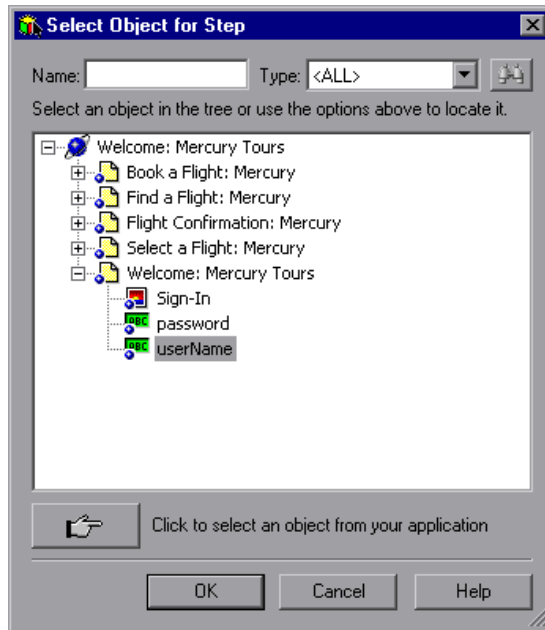 Select Object for Step
Name: Type: <ALL>
Select an object in the tree or use the options above to locate it.
Welcome: Mercury Tours
Book a Flight: Mercury
Find a Flight: Mercury
Flight Confirmation: Mercury
Select a Flight: Mercury
Welcome: Mercury Tours
Sign-In
ABC password
ABC userName
Click to select an object from your application
OK Cancel Help